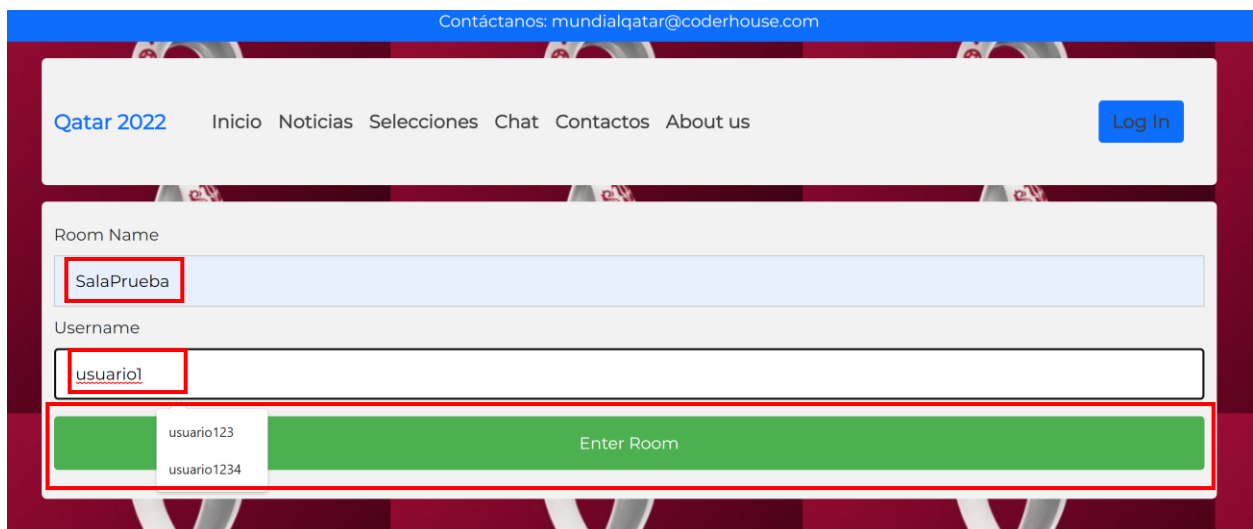 Contáctanos: mundialqatar@coderhouse.com
Qatar 2022 Inicio Noticias Selecciones Chat Contactos About us Log In
Room Name
SalaPrueba
Username
usuario1
usuario123
Enter Room
usuario1234